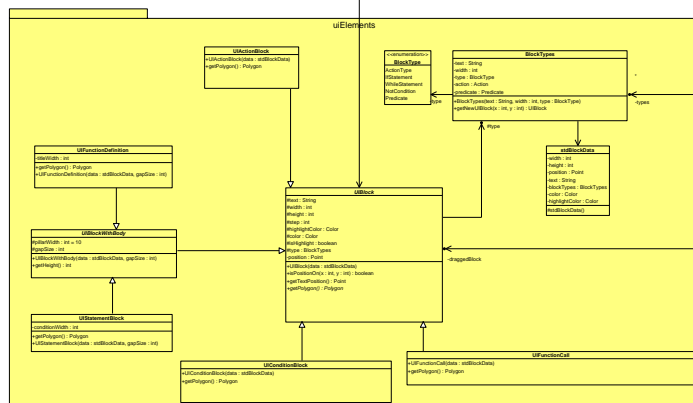 uiElements
UIActionBlock
+UIActionBlock(data : stdBlockData)
+getPolygon() : Polygon
<<enumeration>>
BlockType
ActionType
IfStatement
WhileStatement
NotCondition
Predicate
-type
BlockTypes
-text : String
-width : int
-type : BlockType
-action : Action
-predicate : Predicate
+BlockTypes(text : String, width : int, type : BlockType)
+getNewUIBlock(x : int, y : int) : UIBlock
*
-types
#type
stdBlockData
-width : int
-height : int
-position : Point
-text : String
-blockTypes : BlockTypes
-color : Color
-highlightColor : Color
#stdBlockData()
UIFunctionDefinition
-titleWidth : int
+getPolygon() : Polygon
+UIFunctionDefinition(data : stdBlockData, gapSize : int)
UIBlock
#text : String
#width : int
#height : int
#step : int
#highlightColor : Color
#color : Color
#isHighlight : boolean
#type : BlockTypes
-position : Point
+UIBlock(data : stdBlockData)
+isPositionOn(x : int, y : int) : boolean
+getTextPosition() : Point
+getPolygon() : Polygon
-draggedBlock
UIBlockWithBody
#pillarWidth : int = 10
#gapSize : int
+UIBlockWithBody(data : stdBlockData, gapSize : int)
+getHeight() : int
UIStatementBlock
-conditionWidth : int
+getPolygon() : Polygon
+UIStatementBlock(data : stdBlockData, gapSize : int)
UIConditionBlock
+UIConditionBlock(data : stdBlockData)
+getPolygon() : Polygon
UIFunctionCall
+UIFunctionCall(data : stdBlockData)
+getPolygon() : Polygon